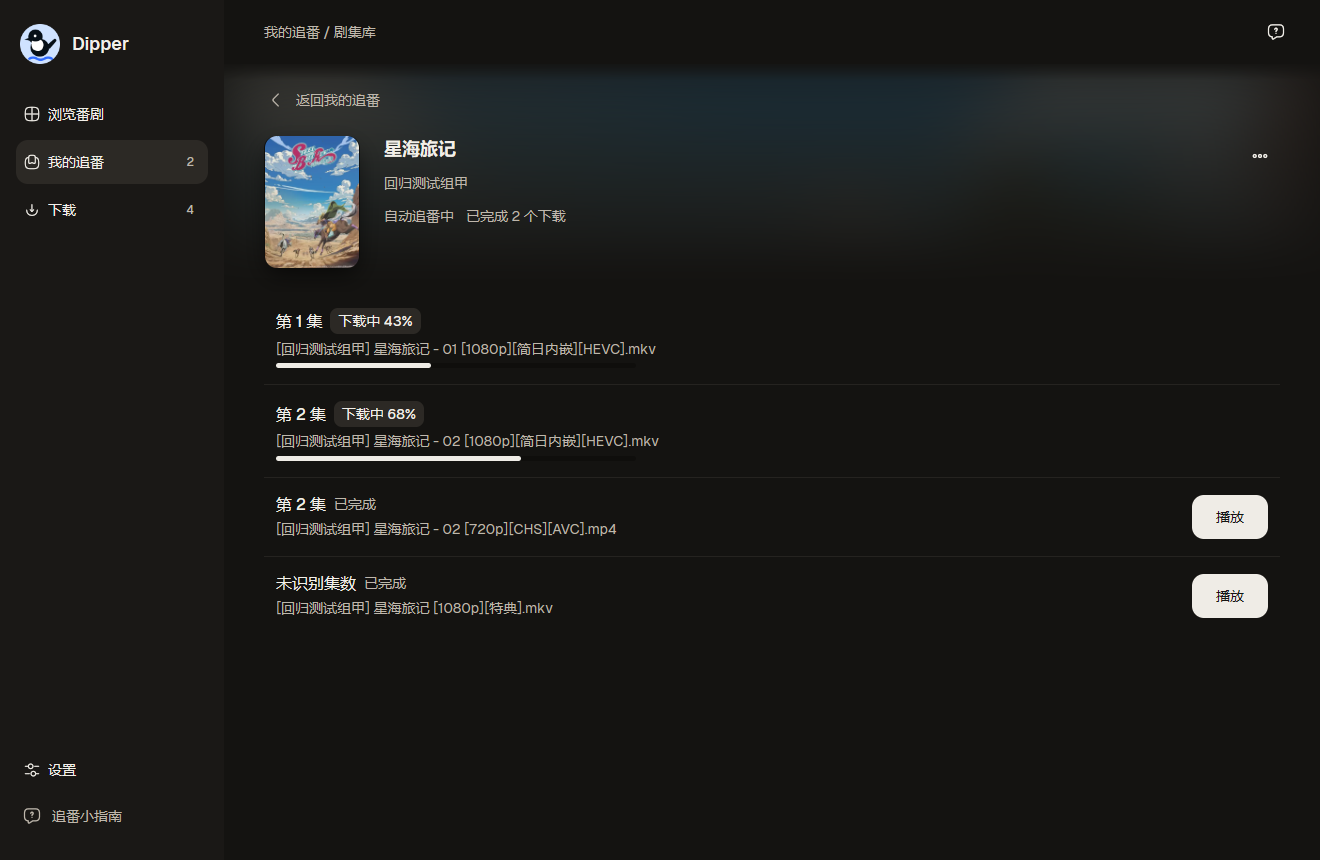 Dipper
浏览番剧
我的追番 2
下载 4
设置
追番小指南
我的追番 / 剧集库
返回我的追番
星海旅记
回归测试组甲
自动追番中 已完成 2 个下载
第 1 集 下载中 43%
[回归测试组甲] 星海旅记 - 01 [1080p][简日内嵌][HEVC].mkv
第 2 集 下载中 68%
[回归测试组甲] 星海旅记 - 02 [1080p][简日内嵌][HEVC].mkv
第 2 集 已完成
[回归测试组甲] 星海旅记 - 02 [720p][CHS][AVC].mp4
播放
未识别集数 已完成
[回归测试组甲] 星海旅记 [1080p][特典].mkv
播放